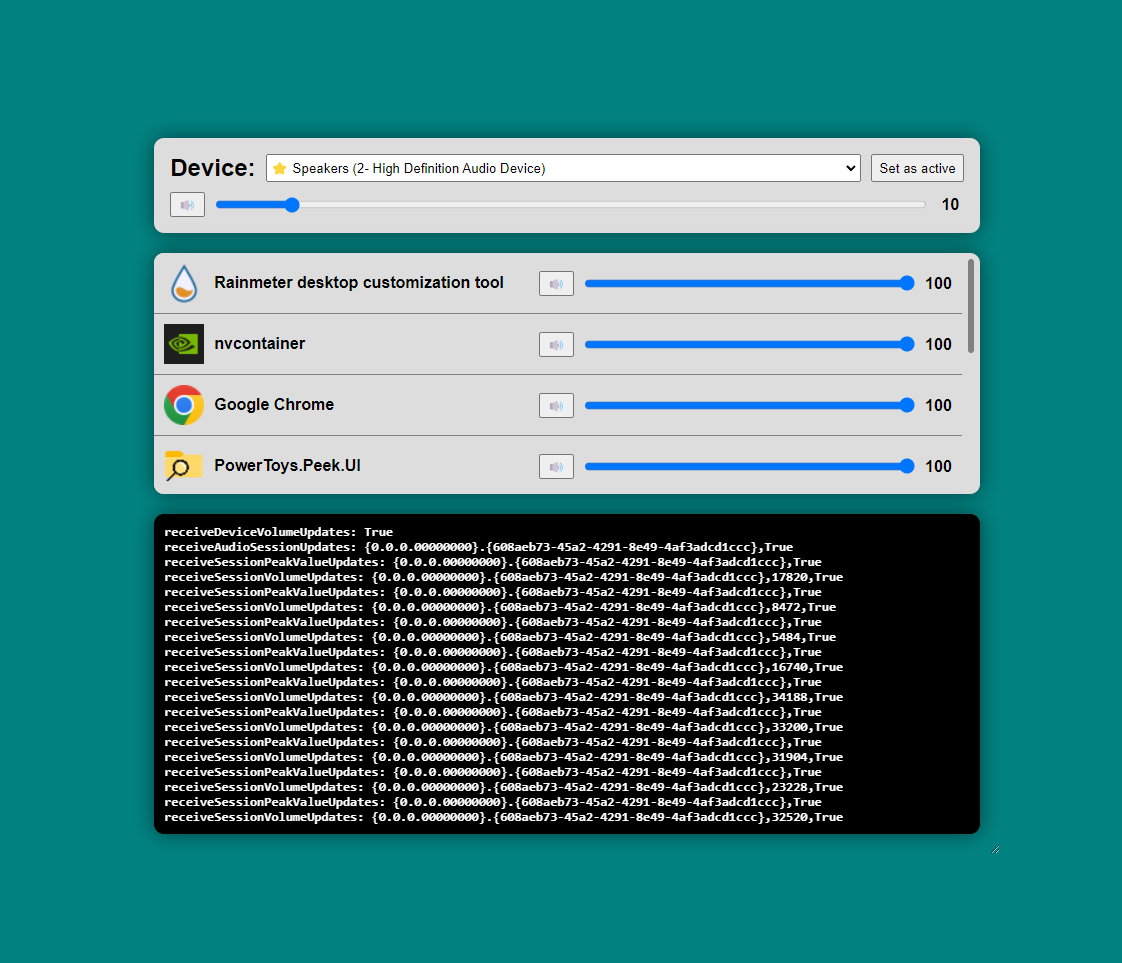 Device:
Speakers (2- High Definition Audio Device)
Set as active
10
Rainmeter desktop customization tool
100
nvcontainer
100
Google Chrome
100
PowerToys.Peek.UI
100
receiveDeviceVolumeUpdates: True
receiveAudioSessionUpdates: {0.0.0.00000000}.{608aeb73-45a2-4291-8e49-4af3adcd1ccc},True
receiveSessionPeakValueUpdates: {0.0.0.00000000}.{608aeb73-45a2-4291-8e49-4af3adcd1ccc},True
receiveSessionVolumeUpdates: {0.0.0.00000000}.{608aeb73-45a2-4291-8e49-4af3adcd1ccc},17820,True
receiveSessionPeakValueUpdates: {0.0.0.00000000}.{608aeb73-45a2-4291-8e49-4af3adcd1ccc},True
receiveSessionVolumeUpdates: {0.0.0.00000000}.{608aeb73-45a2-4291-8e49-4af3adcd1ccc},8472,True
receiveSessionPeakValueUpdates: {0.0.0.00000000}.{608aeb73-45a2-4291-8e49-4af3adcd1ccc},True
receiveSessionVolumeUpdates: {0.0.0.00000000}.{608aeb73-45a2-4291-8e49-4af3adcd1ccc},5484,True
receiveSessionPeakValueUpdates: {0.0.0.00000000}.{608aeb73-45a2-4291-8e49-4af3adcd1ccc},True
receiveSessionVolumeUpdates: {0.0.0.00000000}.{608aeb73-45a2-4291-8e49-4af3adcd1ccc},16740,True
receiveSessionPeakValueUpdates: {0.0.0.00000000}.{608aeb73-45a2-4291-8e49-4af3adcd1ccc},True
receiveSessionVolumeUpdates: {0.0.0.00000000}.{608aeb73-45a2-4291-8e49-4af3adcd1ccc},34188,True
receiveSessionPeakValueUpdates: {0.0.0.00000000}.{608aeb73-45a2-4291-8e49-4af3adcd1ccc},True
receiveSessionVolumeUpdates: {0.0.0.00000000}.{608aeb73-45a2-4291-8e49-4af3adcd1ccc},33200,True
receiveSessionPeakValueUpdates: {0.0.0.00000000}.{608aeb73-45a2-4291-8e49-4af3adcd1ccc},True
receiveSessionVolumeUpdates: {0.0.0.00000000}.{608aeb73-45a2-4291-8e49-4af3adcd1ccc},31904,True
receiveSessionPeakValueUpdates: {0.0.0.00000000}.{608aeb73-45a2-4291-8e49-4af3adcd1ccc},True
receiveSessionVolumeUpdates: {0.0.0.00000000}.{608aeb73-45a2-4291-8e49-4af3adcd1ccc},23228,True
receiveSessionPeakValueUpdates: {0.0.0.00000000}.{608aeb73-45a2-4291-8e49-4af3adcd1ccc},True
receiveSessionVolumeUpdates: {0.0.0.00000000}.{608aeb73-45a2-4291-8e49-4af3adcd1ccc},32520,True